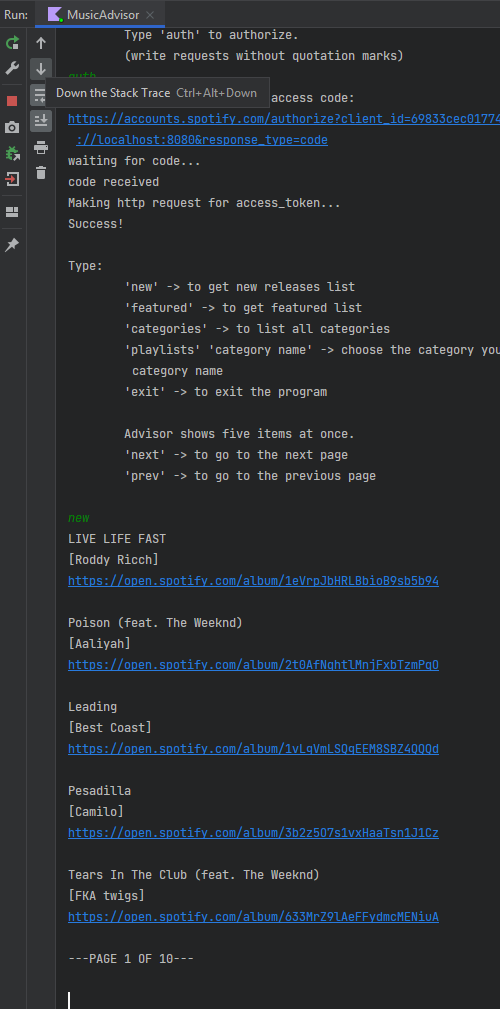 Run: MusicAdvisor
Type 'auth' to authorize.
(write requests without quotation marks)
auth
Down the Stack Trace Ctrl+Alt+Down
access code:
https://accounts.spotify.com/authorize?client_id=69833cec01774
://localhost:8080&response_type=code
waiting for code...
code received
Making http request for access_token...
Success!
Type:
'new' -> to get new releases list
'featured' -> to get featured list
'categories' -> to list all categories
'playlists' 'category name' -> choose the category you
category name
'exit' -> to exit the program
Advisor shows five items at once.
'next' -> to go to the next page
'prev' -> to go to the previous page
new
LIVE LIFE FAST
[Roddy Ricch]
https://open.spotify.com/album/1eVrpJbHRLBbioB9sb5b94
Poison (feat. The Weeknd)
[Aaliyah]
https://open.spotify.com/album/2t0AfNghtlMnjFxbTzmPgO
Leading
[Best Coast]
https://open.spotify.com/album/1vLqVmLSQqEEM8SBZ4QQQd
Pesadilla
[Camilo]
https://open.spotify.com/album/3b2z5O7s1vxHaaTsn1J1Cz
Tears In The Club (feat. The Weeknd)
[FKA twigs]
https://open.spotify.com/album/633MrZ9lAeFFydmcMENiuA
---PAGE 1 OF 10---